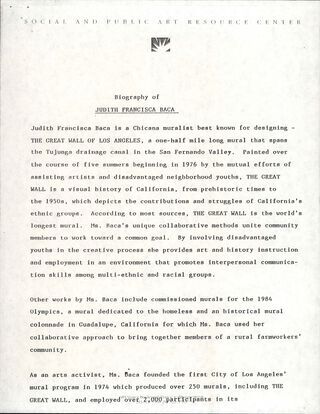 SOCIAL AND PUBLIC ART RESOURCE CENTER
Biography of
JUDITH FRANCISCA BACA
Judith Francisca Baca is a Chicana muralist best known for designing -
THE GREAT WALL OF LOS ANGELES, a one-half mile long mural that spans
the Tujunga drainage canal in the San Fernando Valley. Painted over
the course of five summers beginning in 1976 by the mutual efforts of
assisting artists and disadvantaged neighborhood youths, THE GREAT
WALL is a visual history of California, from prehistoric times to
the 1950s, which depicts the contributions and struggles of California's
ethnic groups. According to most sources, THE GREAT WALL is the world's
longest mural. Ms. Baca's unique collaborative methods unite community
members to work toward a common goal. By involving disadvantaged
youths in the creative process she provides art and history instruction
and employment in an environment that promotes interpersonal communica-
tion skills among multi-ethnic and racial groups.
Other works by Ms. Baca include commissioned murals for the 1984
Olympics, a mural dedicated to the homeless and an historical mural
colonnade in Guadalupe, California for which Ms. Baca used her
collaborative approach to bring together members of a rural farmworkers'
community.
As an arts activist, Ms. Baca founded the first City of Los Angeles'
mural program in 1974 which produced over 250 murals, including THE
GREAT WALL, and employed over 2,000 participants in its